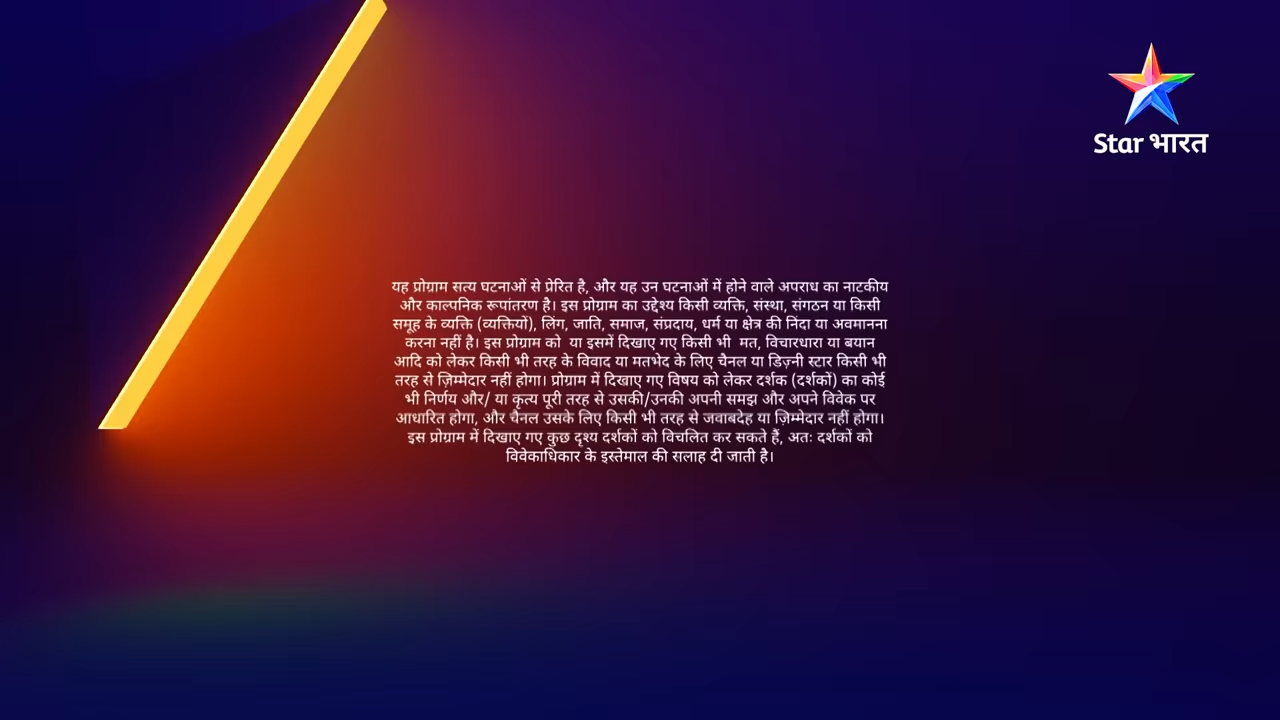 Star भारत
यह प्रोग्राम सत्य घटनाओं से प्रेरित है, और यह उन घटनाओं में होने वाले अपराध का नाटकीय
और काल्पनिक रूपांतरण है। इस प्रोग्राम का उद्देश्य किसी व्यक्ति, संस्था, संगठन या किसी
समूह के व्यक्ति (व्यक्तियों), लिंग, जाति, समाज, संप्रदाय, धर्म या क्षेत्र की निंदा या अवमानना
करना नहीं है। इस प्रोग्राम को या इसमें दिखाए गए किसी भी मत, विचारधारा या बयान
आदि को लेकर किसी भी तरह के विवाद या मतभेद के लिए चैनल या डिज़्नी स्टार किसी भी
तरह से ज़िम्मेदार नहीं होगा। प्रोग्राम में दिखाए गए विषय को लेकर दर्शक (दर्शकों) का कोई
भी निर्णय और/ या कृत्य पूरी तरह से उसकी/उनकी अपनी समझ और अपने विवेक पर
आधारित होगा, और चैनल उसके लिए किसी भी तरह से जवाबदेह या ज़िम्मेदार नहीं होगा।
इस प्रोग्राम में दिखाए गए कुछ दृश्य दर्शकों को विचलित कर सकते हैं, अतः दर्शकों को
विवेकाधिकार के इस्तेमाल की सलाह दी जाती है।